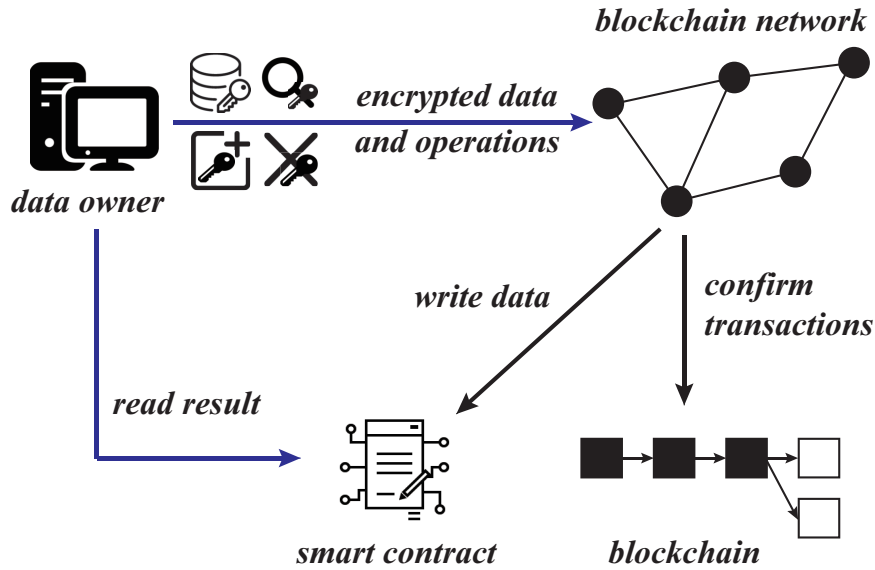 blockchain network
encrypted data
and operations
data owner
write data
confirm
transactions
read result
smart contract
blockchain